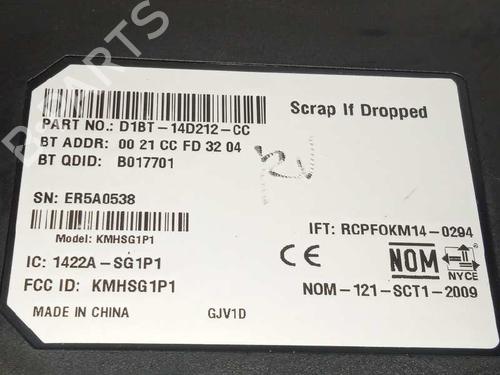 Scrap If Dropped
PART NO.: D1BT-14D212-CC
BT ADDR: 00 21 CC FD 32 04
BT QDID: B017701
SN: ER5A0538
Model: KMHSG1P1
IFT: RCPFOKM14-0294
IC: 1422A-SG1P1
CE NOM NYCE
FCC ID: KMHSG1P1
NOM-121-SCT1-2009
MADE IN CHINA GJV1D